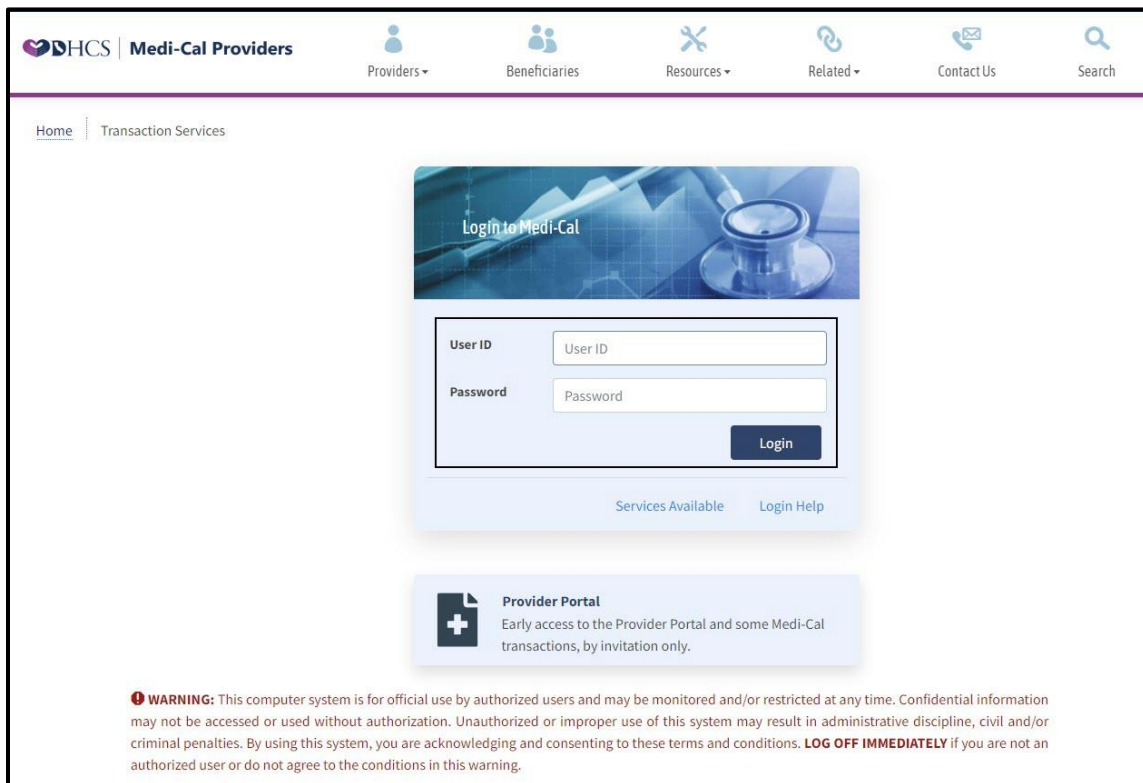 DHCS | Medi-Cal Providers
Providers
Beneficiaries
Resources
Related
Contact Us
Search
Home
Transaction Services
Login to Medi-Cal
User ID
User ID
Password
Password
Login
Services Available
Login Help
Provider Portal
Early access to the Provider Portal and some Medi-Cal
transactions, by invitation only.
WARNING: This computer system is for official use by authorized users and may be monitored and/or restricted at any time. Confidential information
may not be accessed or used without authorization. Unauthorized or improper use of this system may result in administrative discipline, civil and/or
criminal penalties. By using this system, you are acknowledging and consenting to these terms and conditions. LOG OFF IMMEDIATELY if you are not an
authorized user or do not agree to the conditions in this warning.